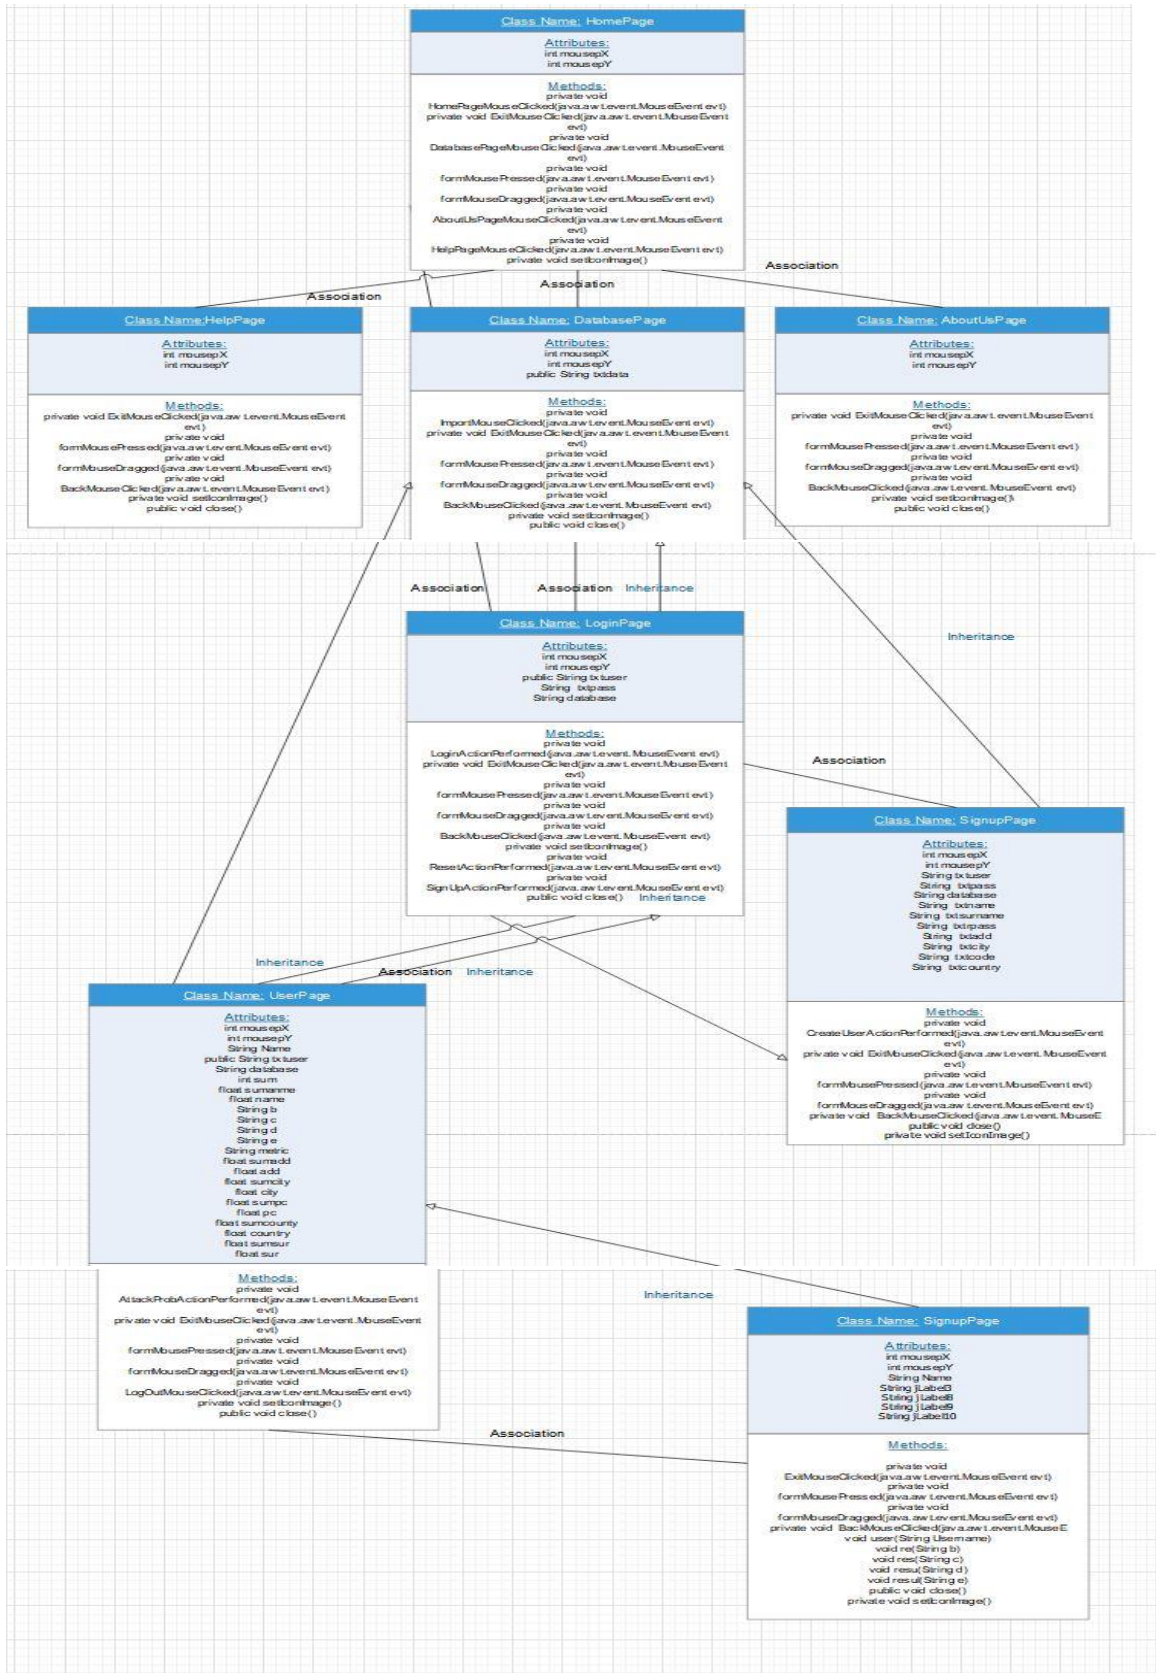 Class Name: HomePage
Attributes:
int mousepX
int mousepY
Methods:
private void
HomePageMouseClicked(java.awt.event.MouseEvent evt)
private void ExitMouseClicked(java.awt.event.MouseEvent
evt)
private void
DatabasePageMouseClicked(java.awt.event.MouseEvent
evt)
private void
formMousePressed(java.awt.event.MouseEvent evt)
private void
formMouseDragged(java.awt.event.MouseEvent evt)
private void
AboutUsPageMouseClicked(java.awt.event.MouseEvent
evt)
private void
HelpPageMouseClicked(java.awt.event.MouseEvent evt)
private void setIconImage()
Association
Association
Association
Class Name:HelpPage
Attributes:
int mousepX
int mousepY
Methods:
private void ExitMouseClicked(java.awt.event.MouseEvent
evt)
private void
formMousePressed(java.awt.event.MouseEvent evt)
private void
formMouseDragged(java.awt.event.MouseEvent evt)
private void
BackMouseClicked(java.awt.event.MouseEvent evt)
private void setIconImage()
public void close()
Class Name: DatabasePage
Attributes:
int mousepX
int mousepY
public String txtdata
Methods:
private void
ImportMouseClicked(java.awt.event.MouseEvent evt)
private void ExitMouseClicked(java.awt.event.MouseEvent
evt)
private void
formMousePressed(java.awt.event.MouseEvent evt)
private void
formMouseDragged(java.awt.event.MouseEvent evt)
private void
BackMouseClicked(java.awt.event.MouseEvent evt)
private void setIconImage()
public void close()
Class Name: AboutUsPage
Attributes:
int mousepX
int mousepY
Methods:
private void ExitMouseClicked(java.awt.event.MouseEvent
evt)
private void
formMousePressed(java.awt.event.MouseEvent evt)
private void
formMouseDragged(java.awt.event.MouseEvent evt)
private void
BackMouseClicked(java.awt.event.MouseEvent evt)
private void setIconImage()\
public void close()
Association
Association
Inheritance
Inheritance
Class Name: LoginPage
Attributes:
int mousepX
int mousepY
public String txtuser
String txtpass
String database
Methods:
private void
LoginActionPerformed(java.awt.event.MouseEvent evt)
private void ExitMouseClicked(java.awt.event.MouseEvent
evt)
private void
formMousePressed(java.awt.event.MouseEvent evt)
private void
formMouseDragged(java.awt.event.MouseEvent evt)
private void
BackMouseClicked(java.awt.event.MouseEvent evt)
private void setIconImage()
private void
ResetActionPerformed(java.awt.event.MouseEvent evt)
private void
SignUpActionPerformed(java.awt.event.MouseEvent evt)
public void close()
Inheritance
Association
Class Name: SignupPage
Attributes:
int mousepX
int mousepY
String txtuser
String txtpass
String database
String txtname
String txtsurname
String txtrpass
String txtadd
String txtcity
String txtcode
String txtcountry
Methods:
private void
CreateUserActionPerformed(java.awt.event.MouseEvent
evt)
private void ExitMouseClicked(java.awt.event.MouseEvent
evt)
private void
formMousePressed(java.awt.event.MouseEvent evt)
private void
formMouseDragged(java.awt.event.MouseEvent evt)
private void BackMouseClicked(java.awt.event.MouseE
public void close()
private void setIconImage()
Inheritance
Association
Inheritance
Class Name: UserPage
Attributes:
int mousepX
int mousepY
String Name
public String txtuser
String database
int sum
float sumanme
float name
String b
String c
String d
String e
String metric
float sumadd
float add
float sumcity
float city
float sumpc
float pc
float sumcounty
float country
float sumsur
float sur
Methods:
private void
AttackProbActionPerformed(java.awt.event.MouseEvent
evt)
private void ExitMouseClicked(java.awt.event.MouseEvent
evt)
private void
formMousePressed(java.awt.event.MouseEvent evt)
private void
formMouseDragged(java.awt.event.MouseEvent evt)
private void
LogOutMouseClicked(java.awt.event.MouseEvent evt)
private void setIconImage()
public void close()
Inheritance
Association
Class Name: SignupPage
Attributes:
int mousepX
int mousepY
String Name
String jLabel3
String jLabel8
String jLabel9
String jLabel10
Methods:
private void
ExitMouseClicked(java.awt.event.MouseEvent evt)
private void
formMousePressed(java.awt.event.MouseEvent evt)
private void
formMouseDragged(java.awt.event.MouseEvent evt)
private void BackMouseClicked(java.awt.event.MouseE
void user(String Username)
void re(String b)
void res(String c)
void resu(String d)
void resul(String e)
public void close()
private void setIconImage()